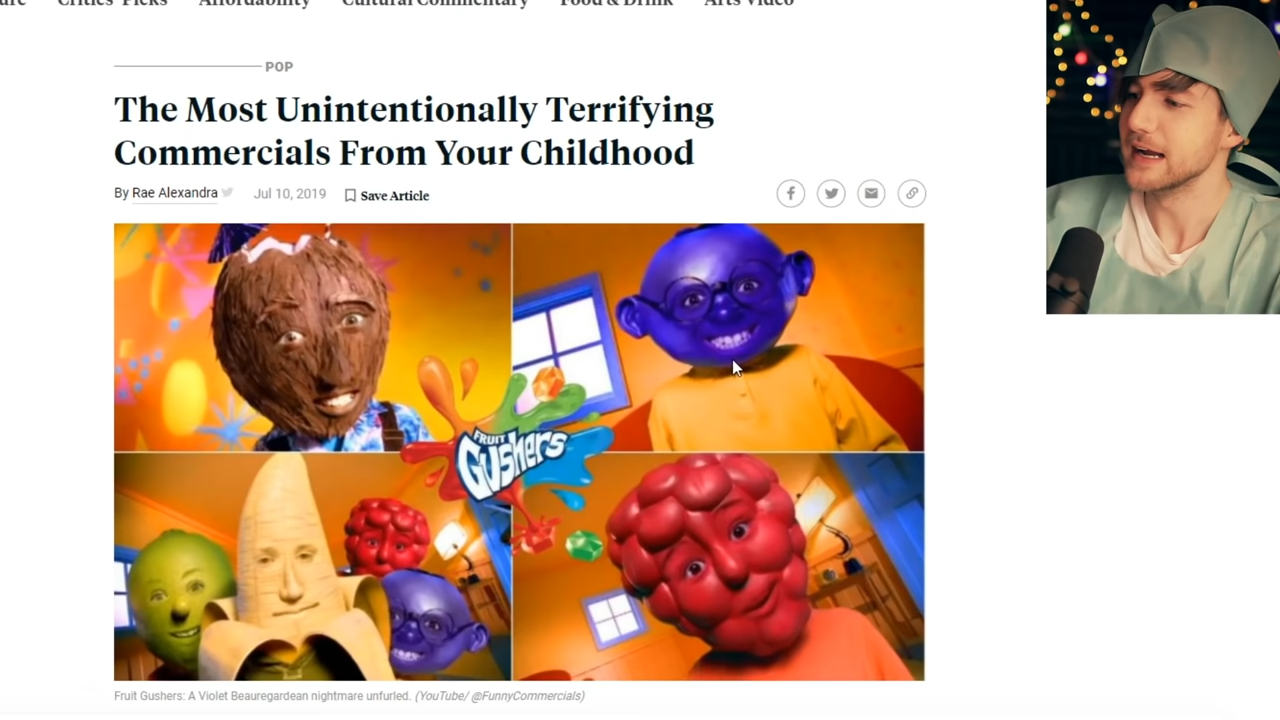 Critics' Picks Affordability Cultural Commentary Food & Drink Arts Video
POP
The Most Unintentionally Terrifying
Commercials From Your Childhood
By Rae Alexandra Jul 10, 2019 Save Article
FRUIT
Gushers
Fruit Gushers: A Violet Beauregardean nightmare unfurled. (YouTube/ @FunnyCommercials)